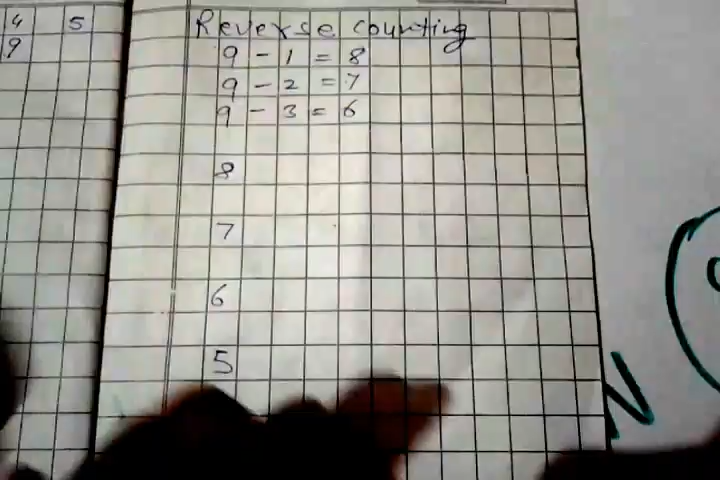 4 5
9
Reverse counting
9 - 1 = 8
9 - 2 = 7
9 - 3 = 6
8
7
6
5
N